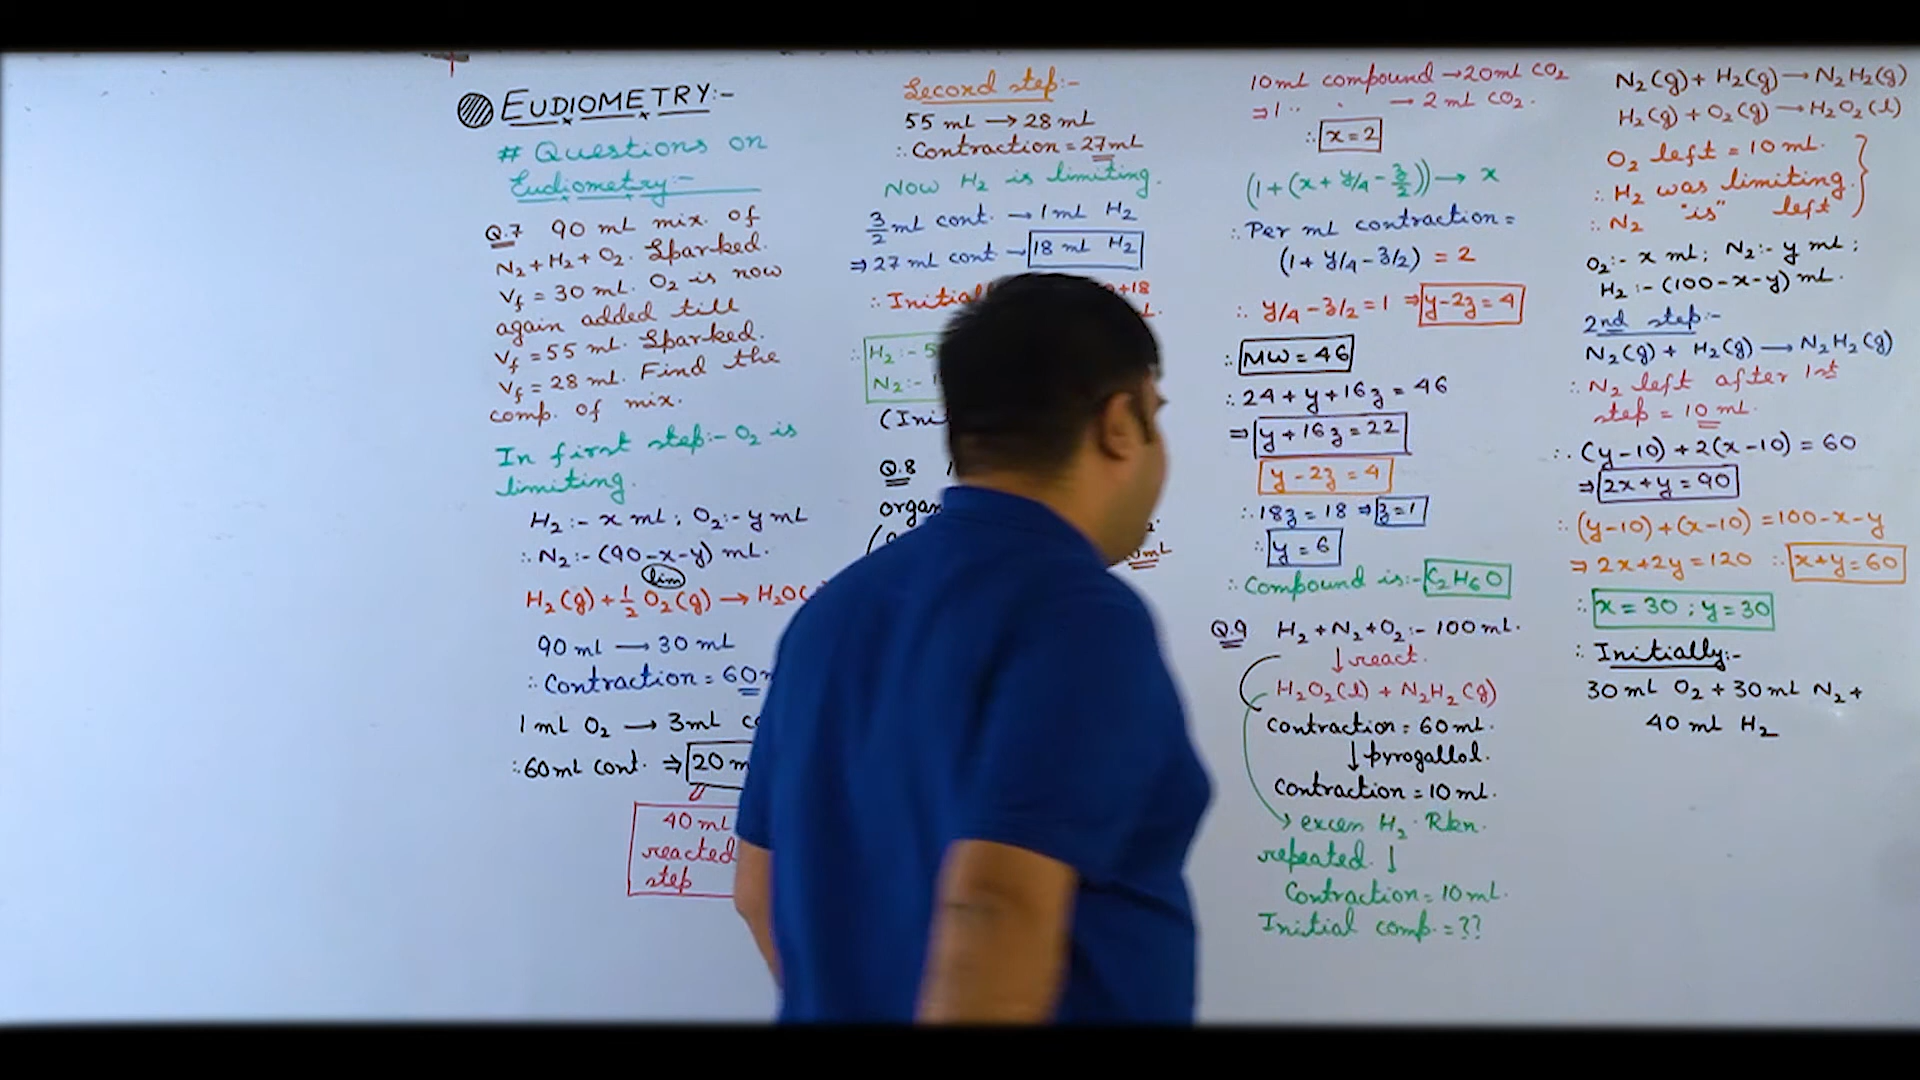 EUDIOMETRY:-
# Questions on
Eudiometry:-
Q.7 90 mL mix. of
N₂+H₂+O₂. Sparked.
Vf = 30 mL. O₂ is now
again added till
Vf = 55 mL. Sparked.
Vf = 28 mL. Find the
comp. of mix.
In first step:- O₂ is
limiting.
H₂:- x mL; O₂:- y mL
∴ N₂:- (90-x-y) mL.
lim
H₂(g) + 1/2 O₂(g) → H₂O(
90 mL → 30 mL
∴ Contraction = 60
1 mL O₂ → 3 mL
∴ 60 mL cont. ⇒ 20
40 mL
reacted
step
Second step:-
55 mL → 28 mL
∴ Contraction = 27 mL
Now H₂ is limiting.
3/2 mL cont. → 1 mL H₂
⇒ 27 mL cont → 18 mL H₂
∴ +18
∴ H₂:- 5
N₂:- 1
Q.8
10 mL compound → 20 mL CO₂
⇒ 1 " " → 2 mL CO₂.
∴ x=2
(1+(x+y/4-z/2)) → x
∴ Per mL contraction =
(1+y/4-z/2) = 2
∴ y/4-z/2 = 1 ⇒ y-2z=4
∴ MW = 46
∴ 24+y+16z = 46
⇒ y+16z=22
y-2z=4
∴ 18z = 18 ⇒ z=1
∴ y=6
∴ Compound is:- C₂H₆O
Q.9 H₂+N₂+O₂:- 100 mL.
↓ react.
H₂O₂(l) + N₂H₂(g)
Contraction = 60 mL.
↓ pyrogallol.
Contraction = 10 mL.
→ excess H₂. Rkn.
repeated. ↓
Contraction = 10 mL.
Initial comp. = ??
N₂(g) + H₂(g) → N₂H₂(g)
H₂(g) + O₂(g) → H₂O₂(l)
O₂ left = 10 mL.
∴ H₂ was limiting.
∴ N₂ "is" left
O₂:- x mL; N₂:- y mL;
H₂:- (100-x-y) mL.
2nd step:-
N₂(g) + H₂(g) → N₂H₂(g)
∴ N₂ left after 1st
step = 10 mL.
∴ (y-10)+2(x-10) = 60
⇒ 2x+y=90
∴ (y-10)+(x-10) = 100-x-y
⇒ 2x+2y=120 ∴ x+y=60
∴ x=30; y=30
∴ Initially:-
30 mL O₂ + 30 mL N₂ +
40 mL H₂